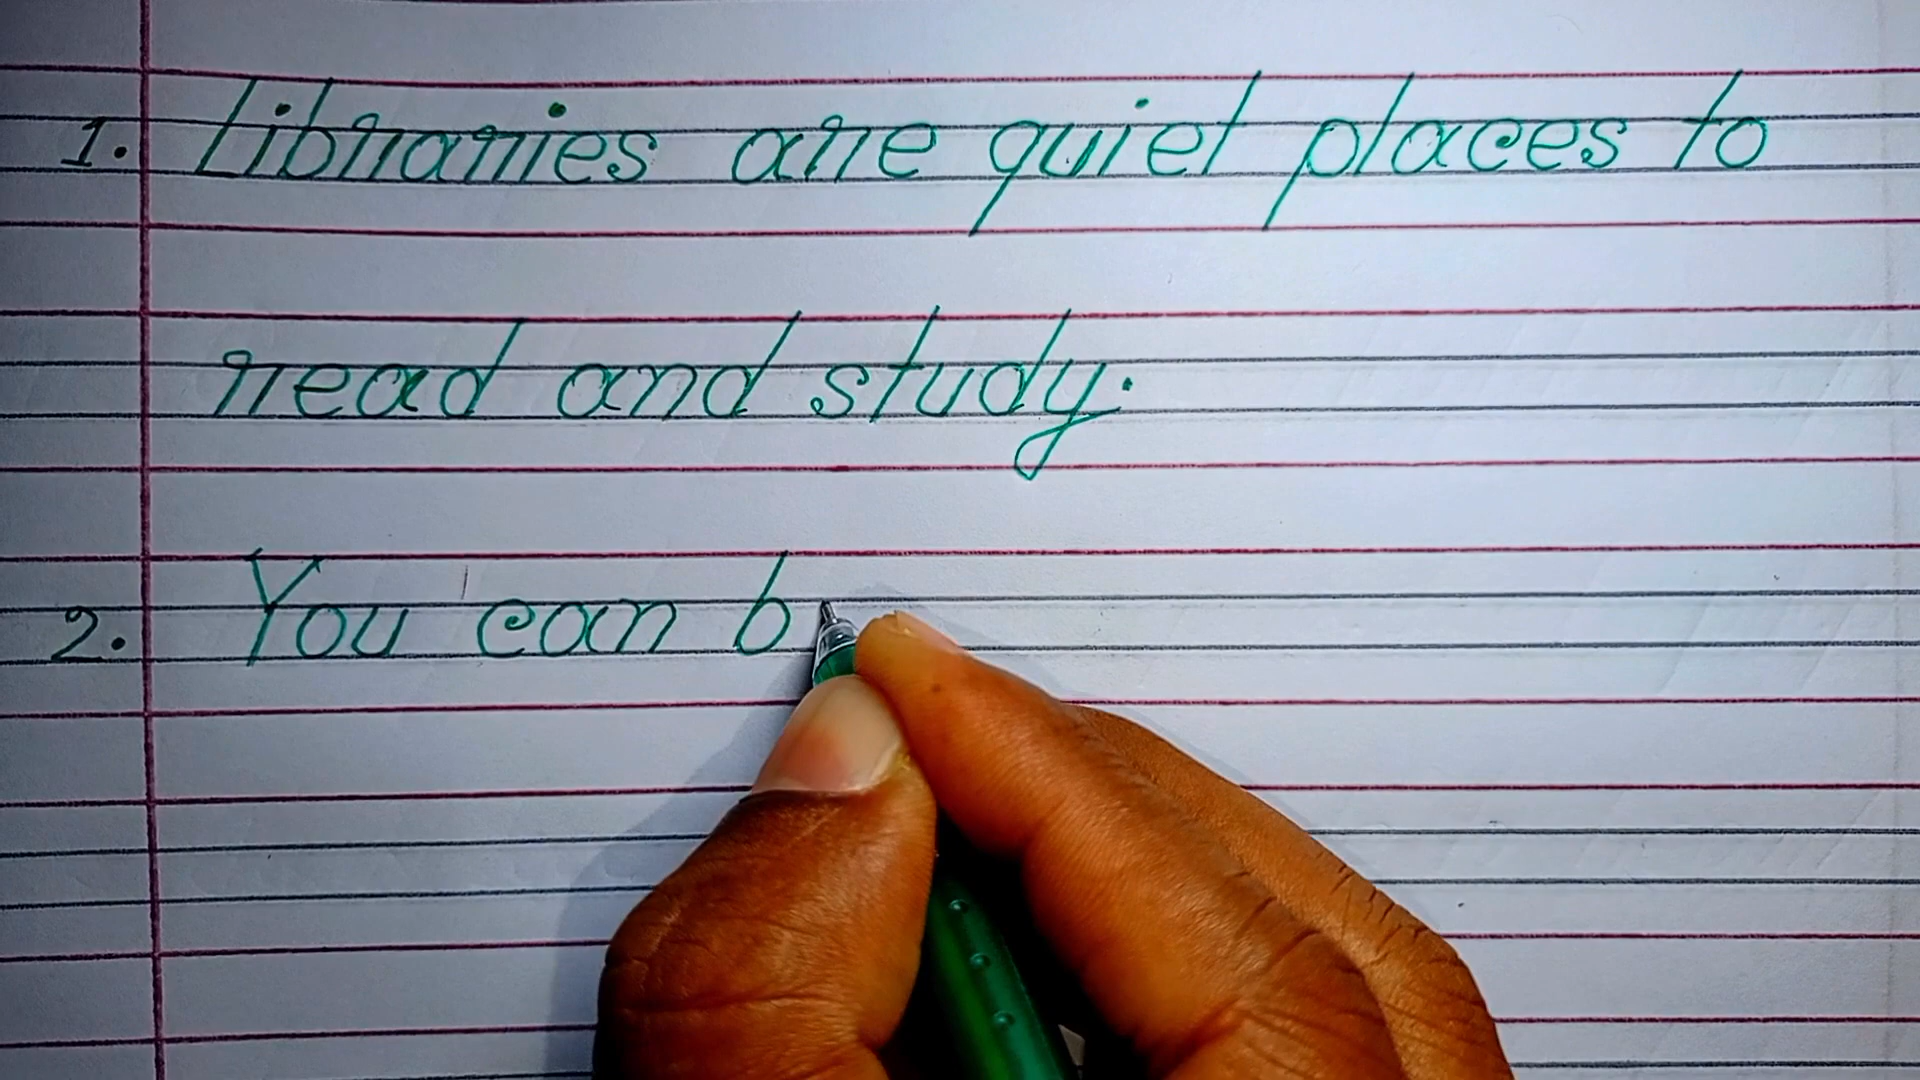 1. Libraries are quiet places to
read and study.
2. You can b